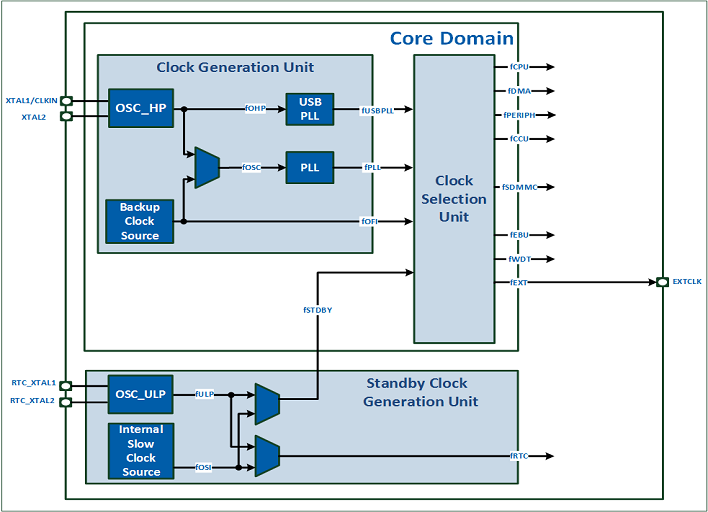 Core Domain
Clock Generation Unit
XTAL1/CLKIN
XTAL2
OSC_HP
fOHP
USB
PLL
fUSBPLL
fOSC
PLL
fPLL
Backup
Clock
Source
fOFI
Clock
Selection
Unit
fCPU
fDMA
fPERIPH
fCCU
fSDMMC
fEBU
fWDT
fEXT
EXTCLK
fSTDBY
RTC_XTAL1
RTC_XTAL2
OSC_ULP
fULP
Standby Clock
Generation Unit
Internal
Slow
Clock
Source
fOSI
fRTC